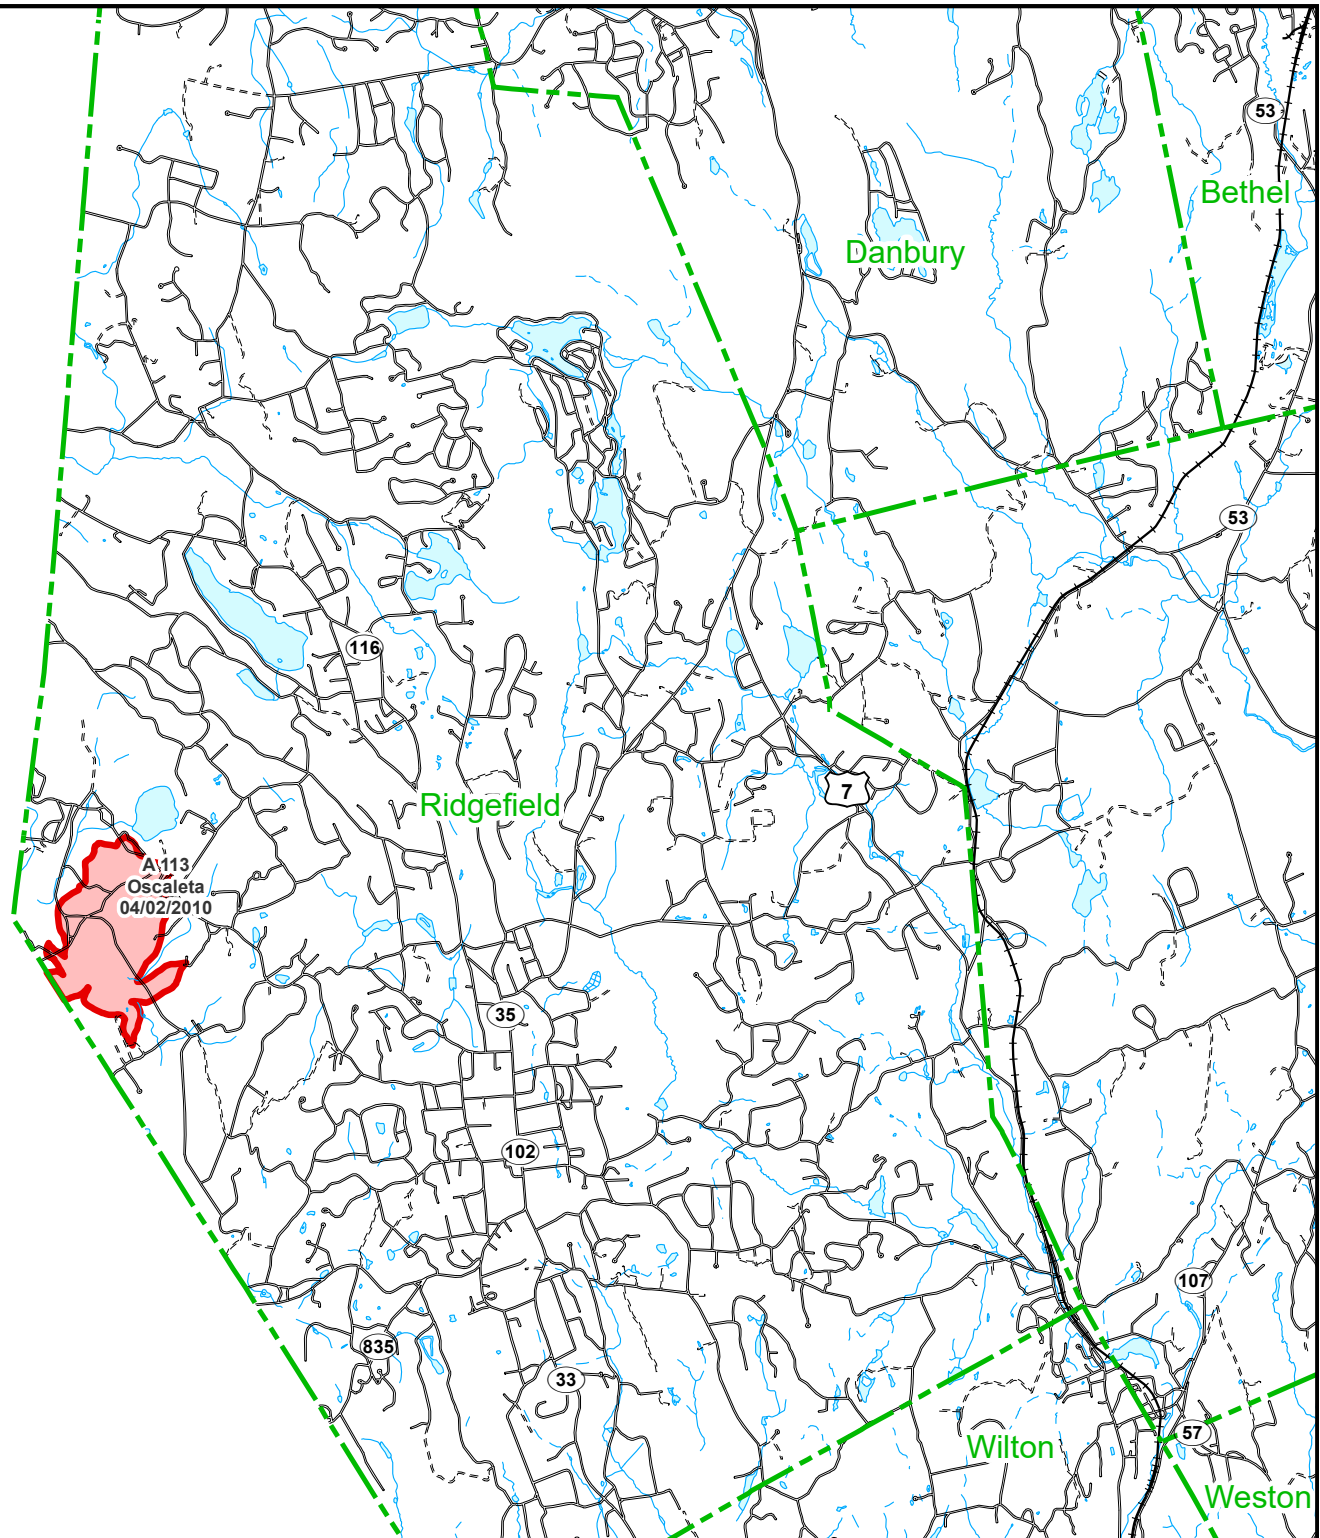 53
Bethel
Danbury
53
116
7
Ridgefield
A 113
Oscaleta
04/02/2010
35
102
107
835
33
57
Wilton
Weston